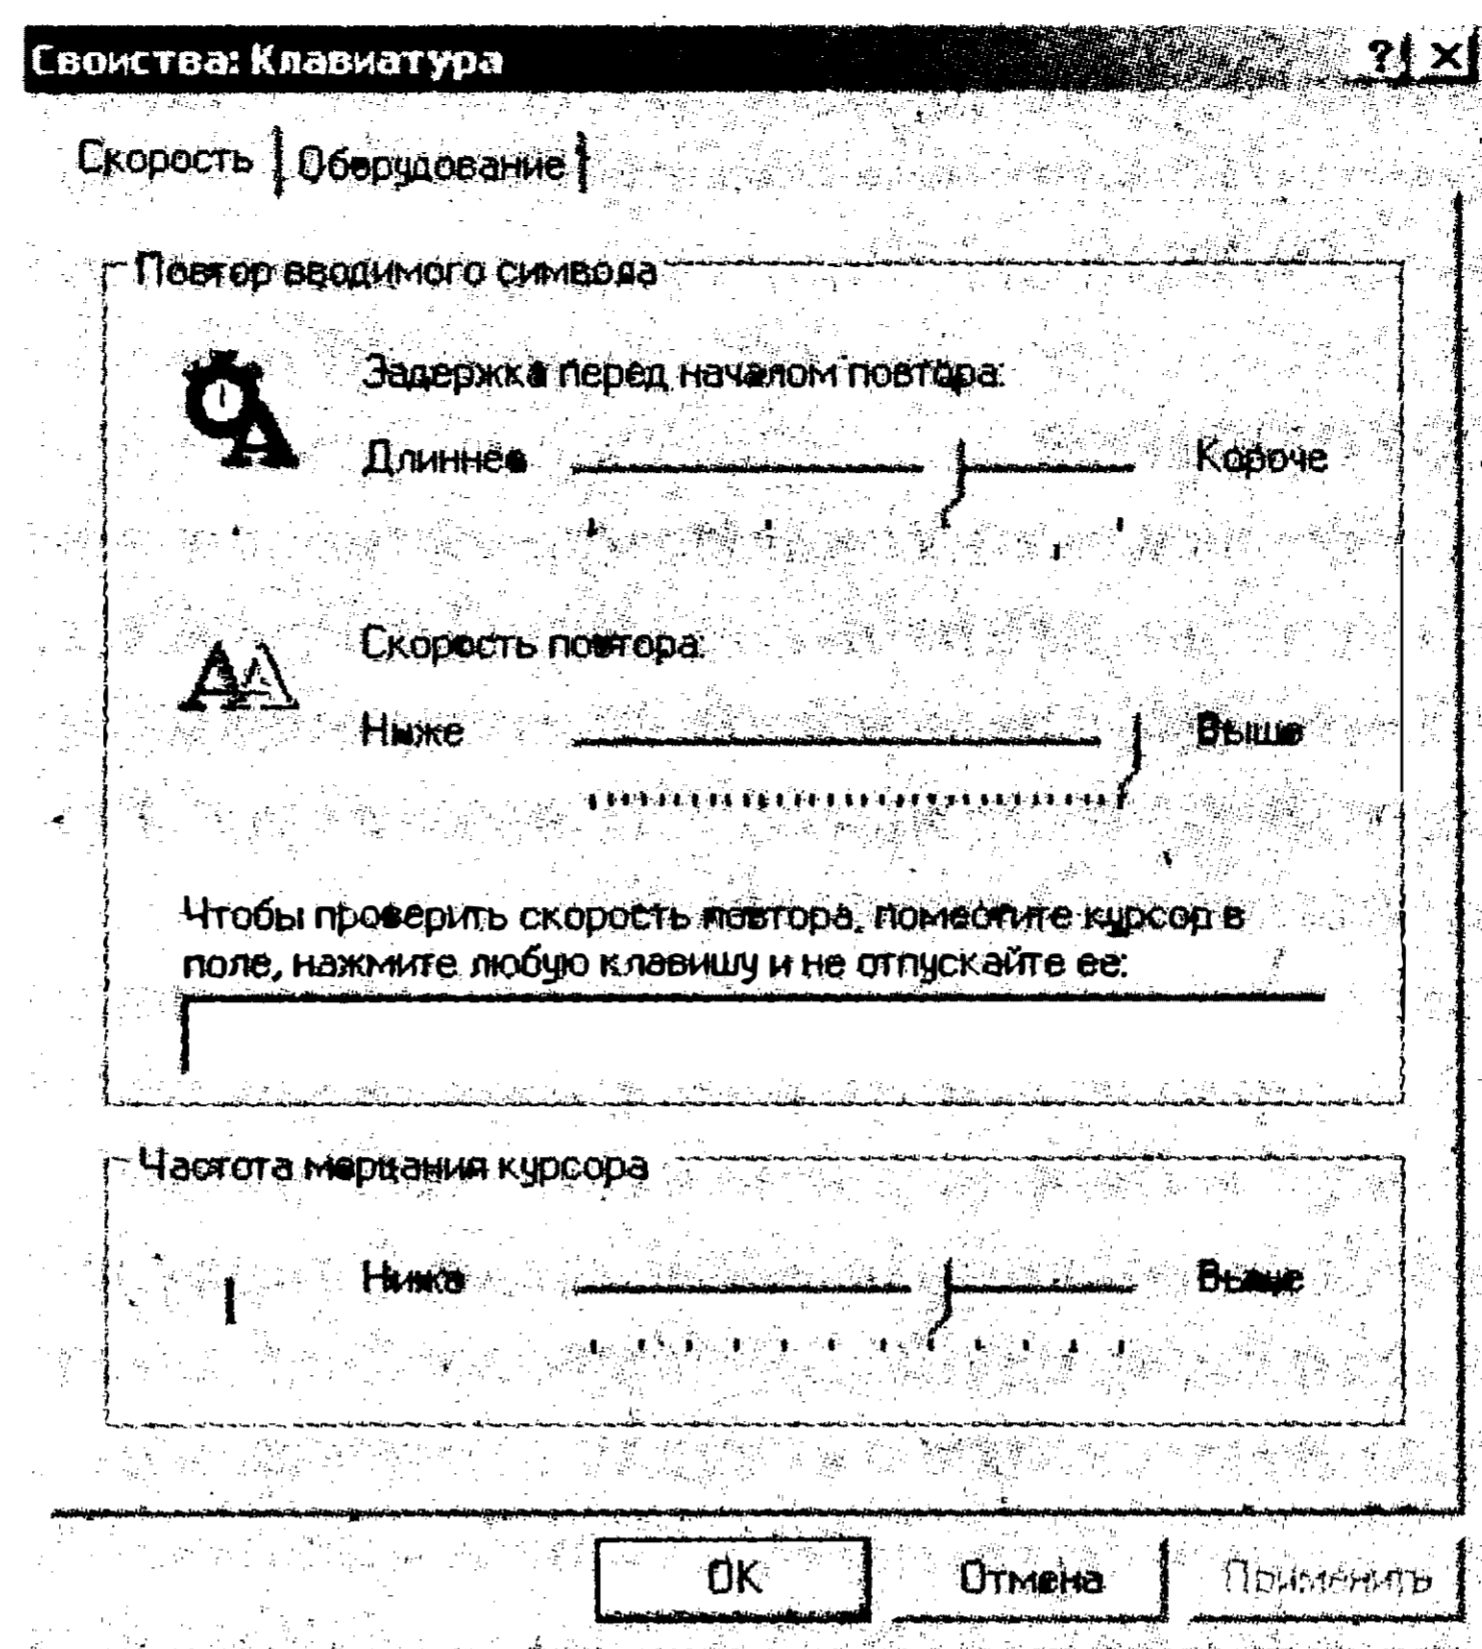 Свойства: Клавиатура
Скорость Оборудование
Повтор вводимого символа
Задержка перед началом повтора:
Длиннее Короче
Скорость повтора:
Ниже Выше
Чтобы проверить скорость повтора, поместите курсор в
поле, нажмите любую клавишу и не отпускайте ее:
Частота мерцания курсора
Ниже Выше
OK Отмена Применить